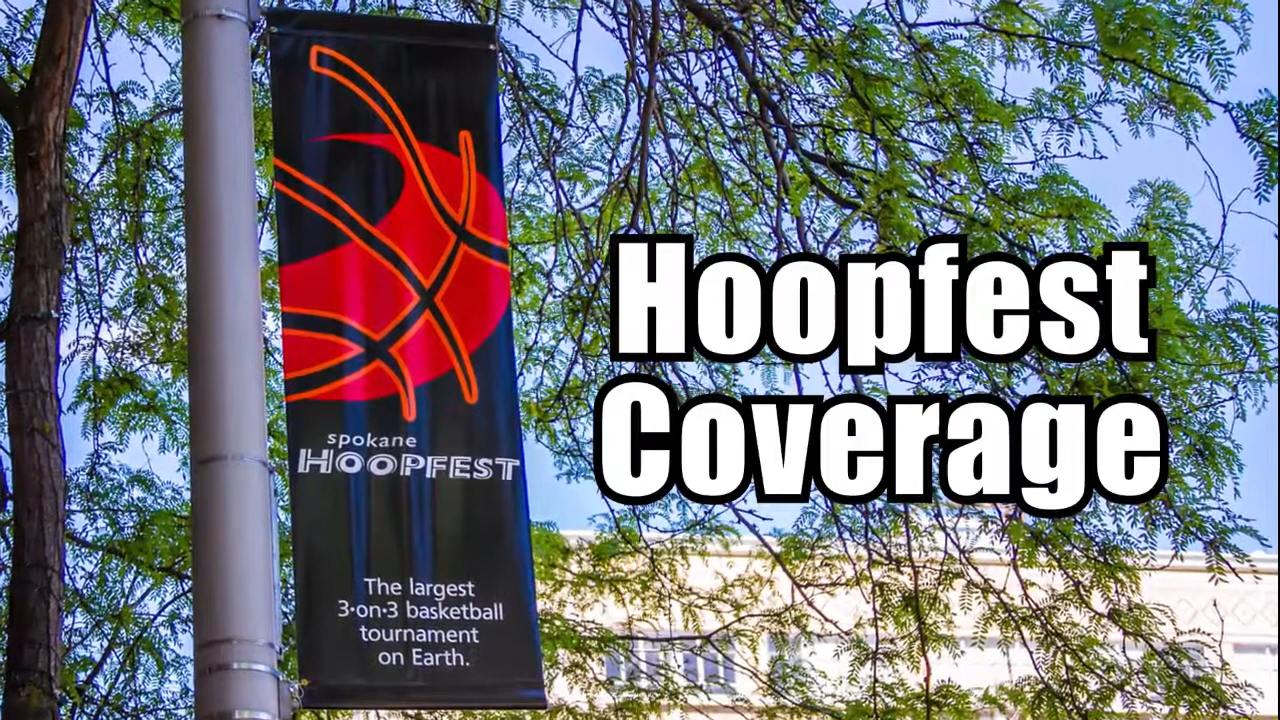 spokane
HOOPFEST
The largest
3•on•3 basketball
tournament
on Earth.
Hoopfest
Coverage